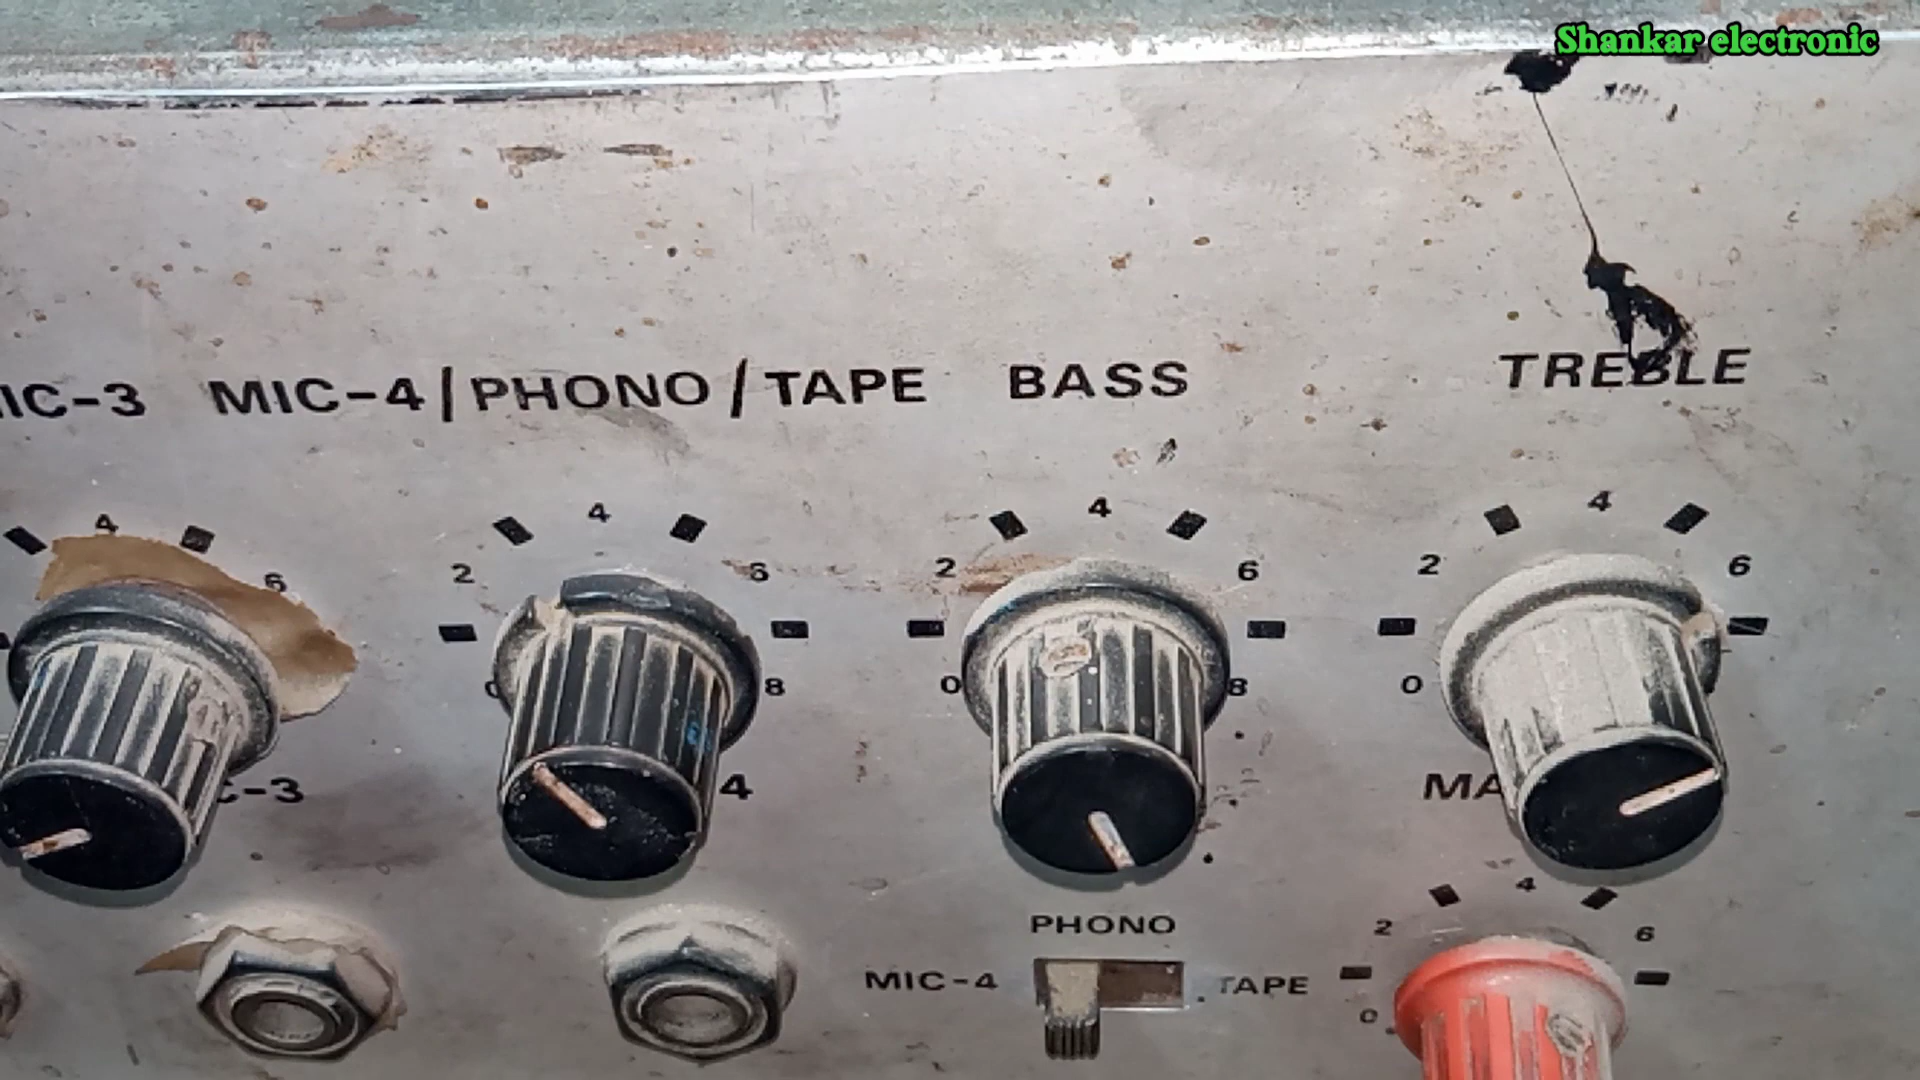 Shankar electronic
IC-3 MIC-4/PHONO/TAPE BASS TREBLE
4 4 4 4
6 2 6 2 6 2 6
8 0 8 0
C-3 4 MA
4
PHONO
2 6
MIC-4 TAPE
0